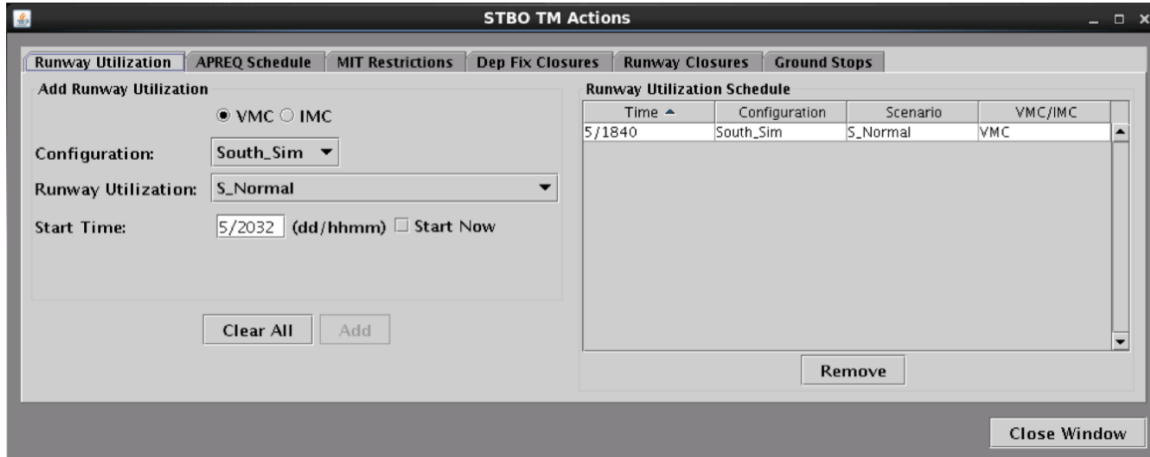 STBO TM Actions
Runway Utilization APREQ Schedule MIT Restrictions Dep Fix Closures Runway Closures Ground Stops
Add Runway Utilization
VMC IMC
Configuration: South_Sim
Runway Utilization: S_Normal
Start Time: 5/2032 (dd/hhmm) Start Now
Clear All Add
Runway Utilization Schedule
Time Configuration Scenario VMC/IMC
5/1840 South_Sim S_Normal VMC
Remove
Close Window